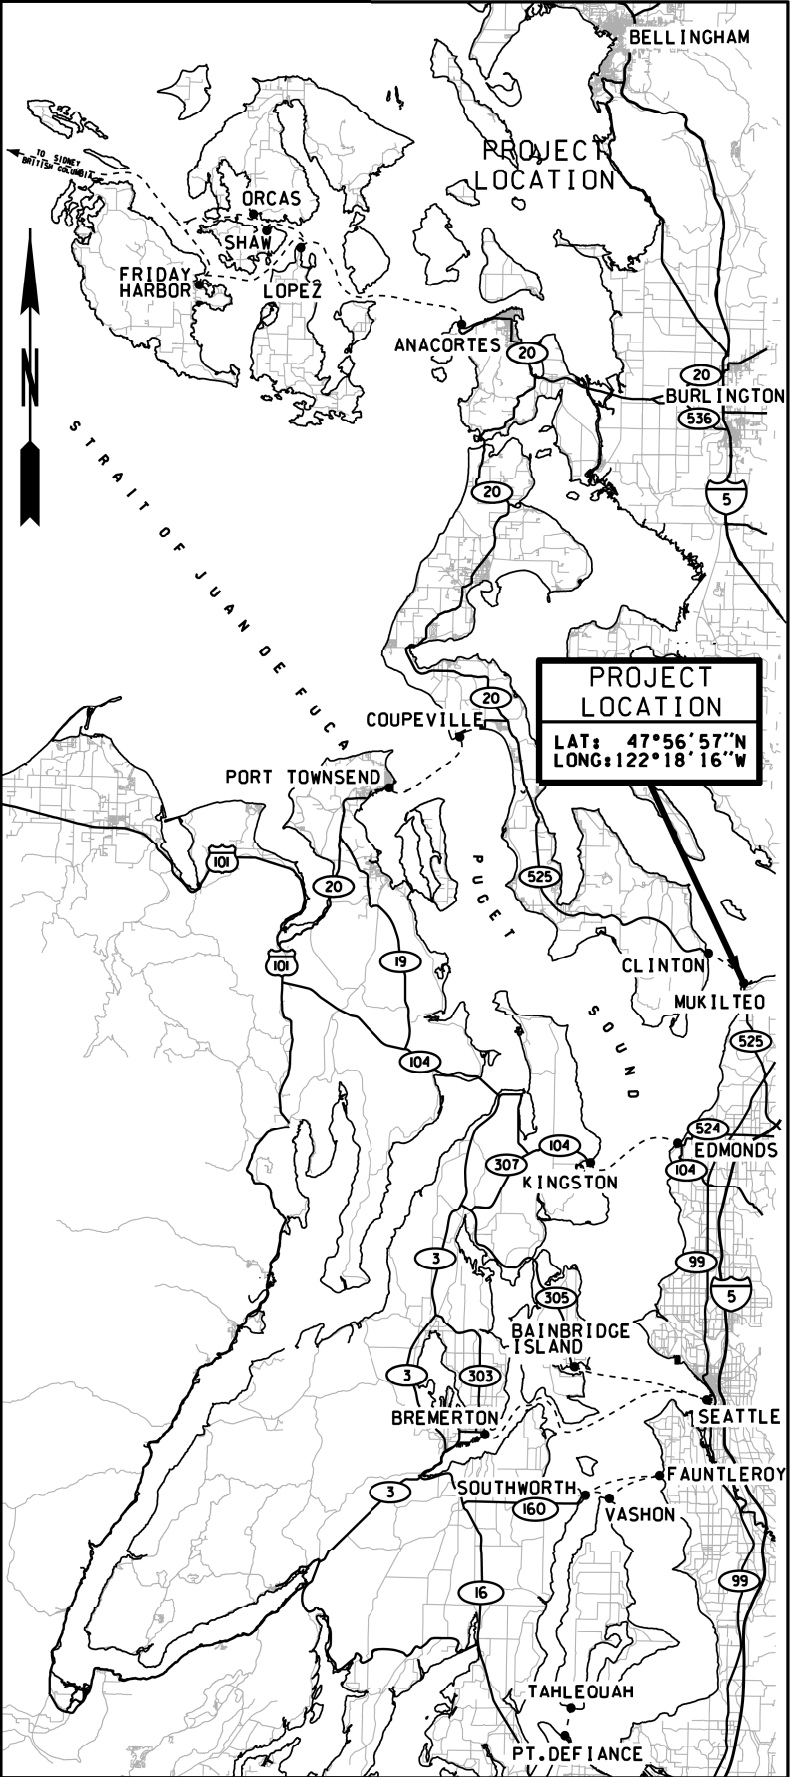 BELLINGHAM
PROJECT
LOCATION
TO SIDNEY
BRITISH COLUMBIA
ORCAS
SHAW
FRIDAY
HARBOR
LOPEZ
ANACORTES
20
20
BURLINGTON
536
N
STRAIT OF JUAN DE FUCA
20
5
PROJECT
LOCATION
LAT: 47°56'57"N
LONG:122°18'16"W
20
COUPEVILLE
PORT TOWNSEND
101
20
525
PUGET
SOUND
101
19
CLINTON
MUKILTEO
525
104
524
104
EDMONDS
307
104
KINGSTON
3
99
305
5
BAINBRIDGE
ISLAND
3
303
BREMERTON
SEATTLE
FAUNTLEROY
SOUTHWORTH
3
160
VASHON
16
99
TAHLEQUAH
PT.DEFIANCE